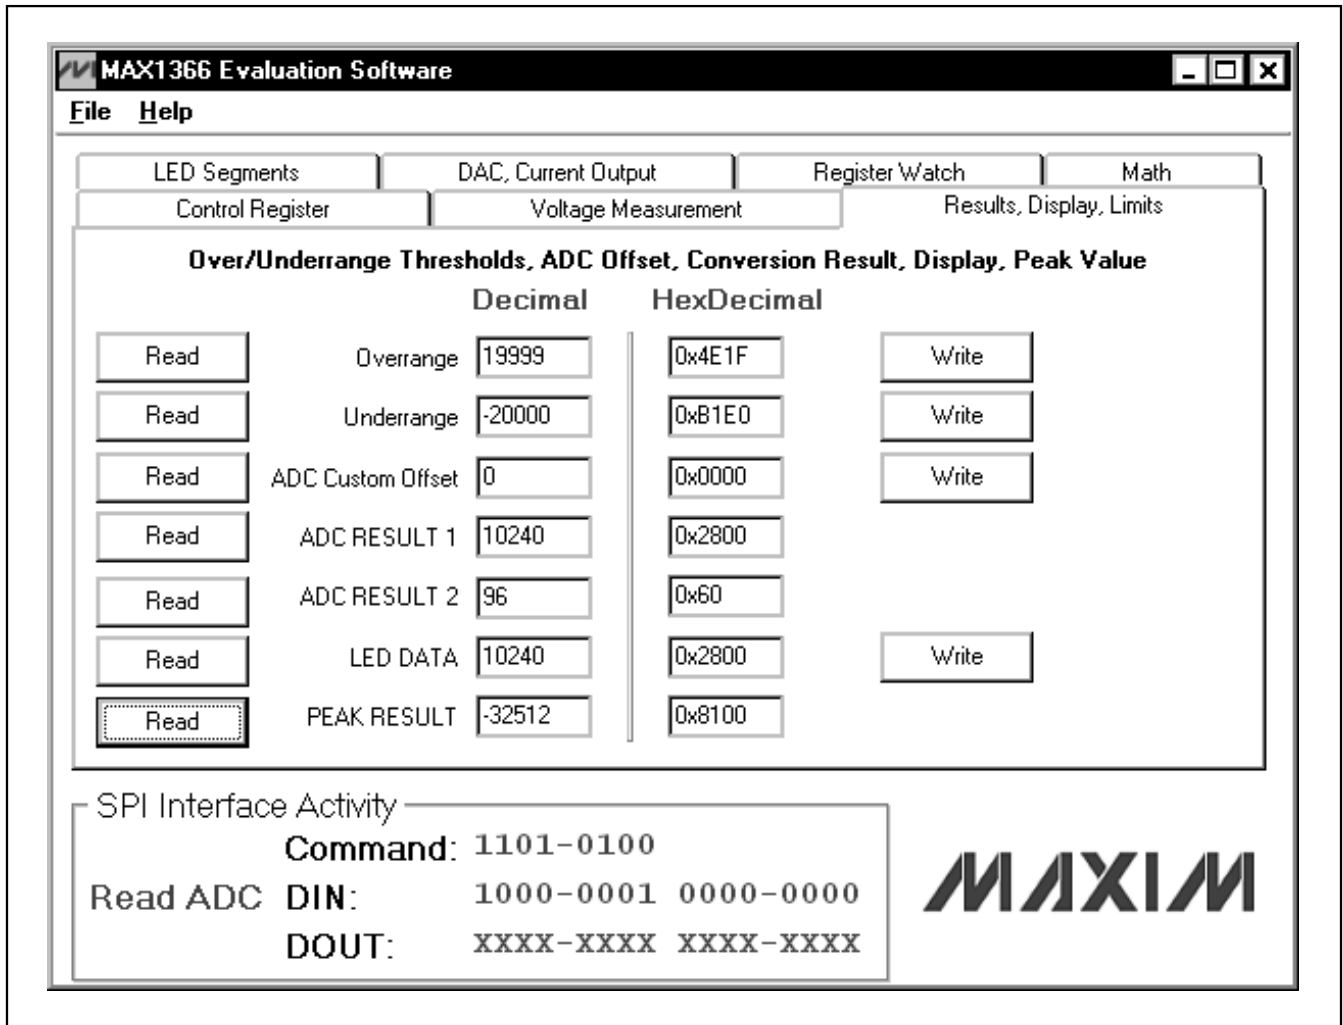 MAX1366 Evaluation Software
File Help
LED Segments DAC, Current Output Register Watch Math
Control Register Voltage Measurement Results, Display, Limits
Over/Underrange Thresholds, ADC Offset, Conversion Result, Display, Peak Value
Decimal HexDecimal
Read Overrange 19999 0x4E1F Write
Read Underrange -20000 0xB1E0 Write
Read ADC Custom Offset 0 0x0000 Write
Read ADC RESULT 1 10240 0x2800
Read ADC RESULT 2 96 0x60
Read LED DATA 10240 0x2800 Write
Read PEAK RESULT -32512 0x8100
SPI Interface Activity
Command: 1101-0100
Read ADC DIN: 1000-0001 0000-0000
DOUT: XXXX-XXXX XXXX-XXXX
MAXIM